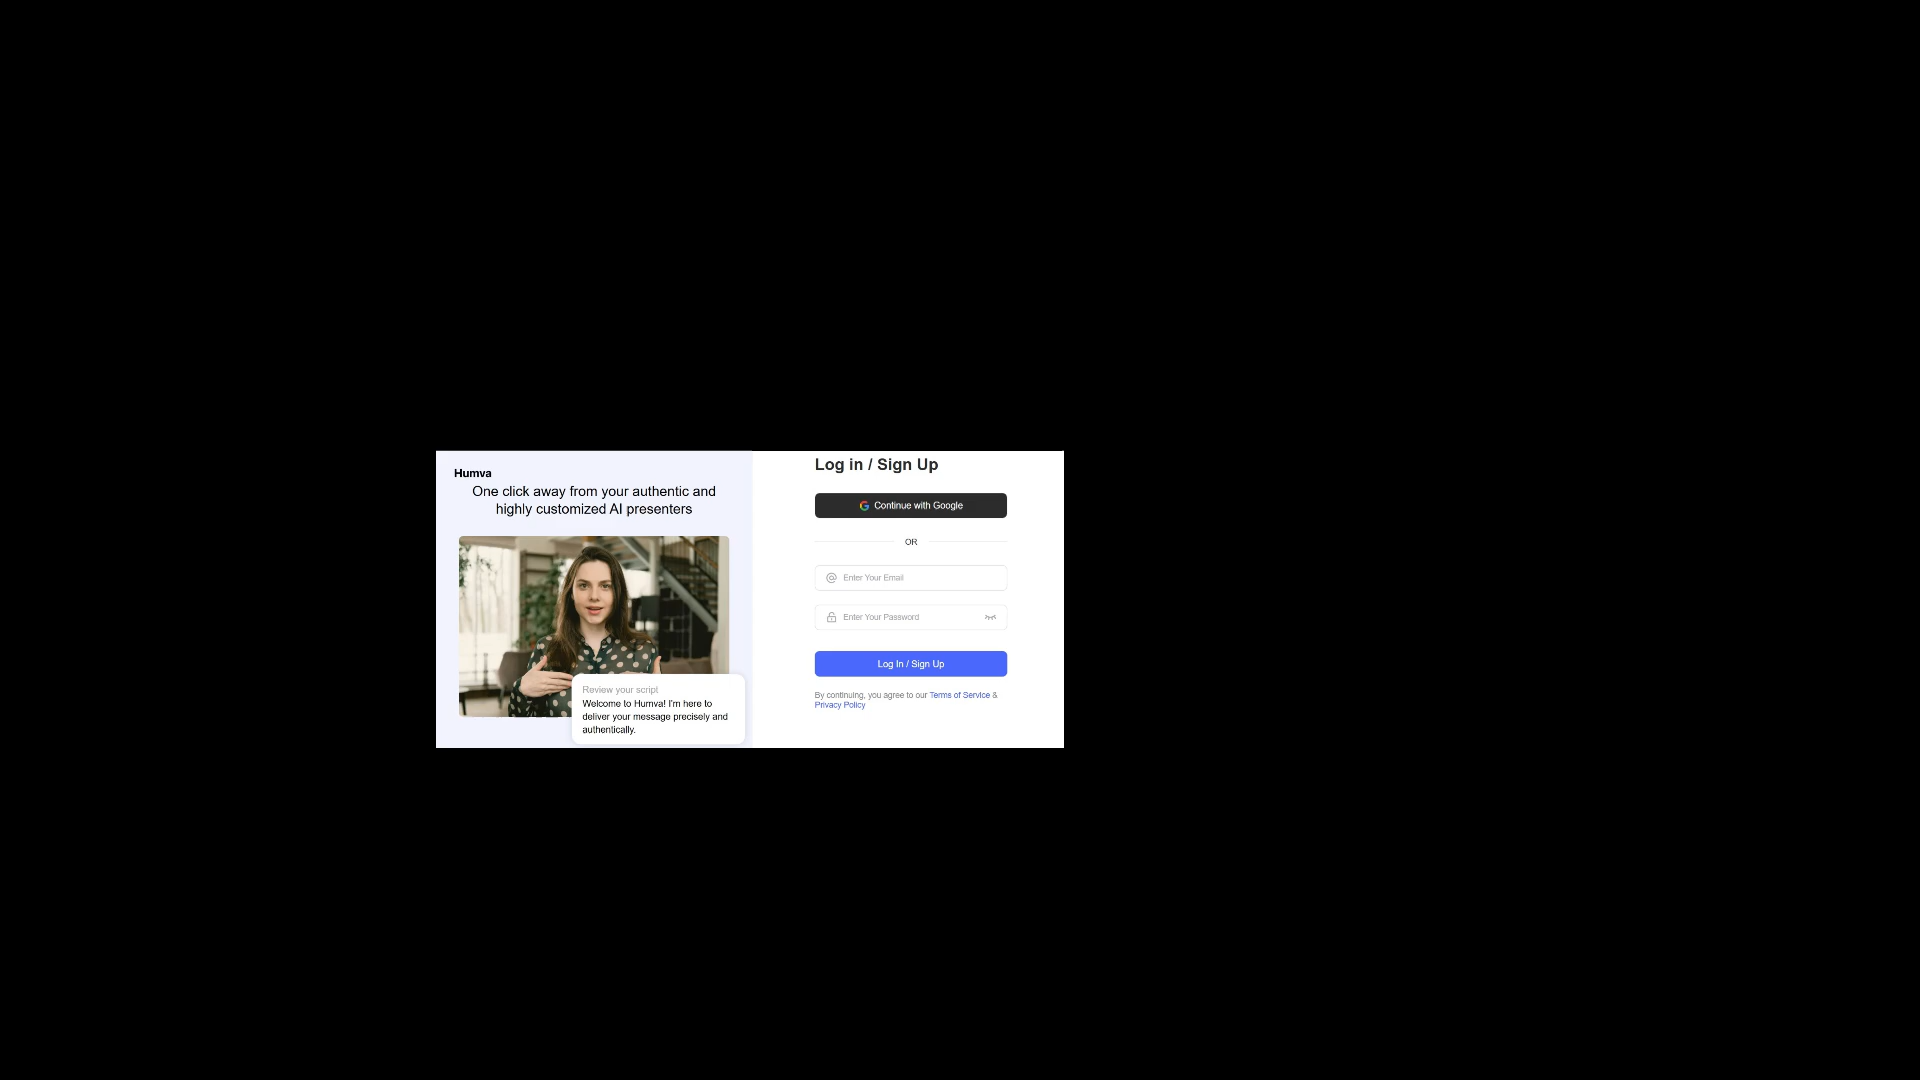 Humva
One click away from your authentic and
highly customized AI presenters
Review your script
Welcome to Humva! I'm here to
deliver your message precisely and
authentically.
Log in / Sign Up
Continue with Google
OR
Enter Your Email
Enter Your Password
Log In / Sign Up
By continuing, you agree to our Terms of Service &
Privacy Policy